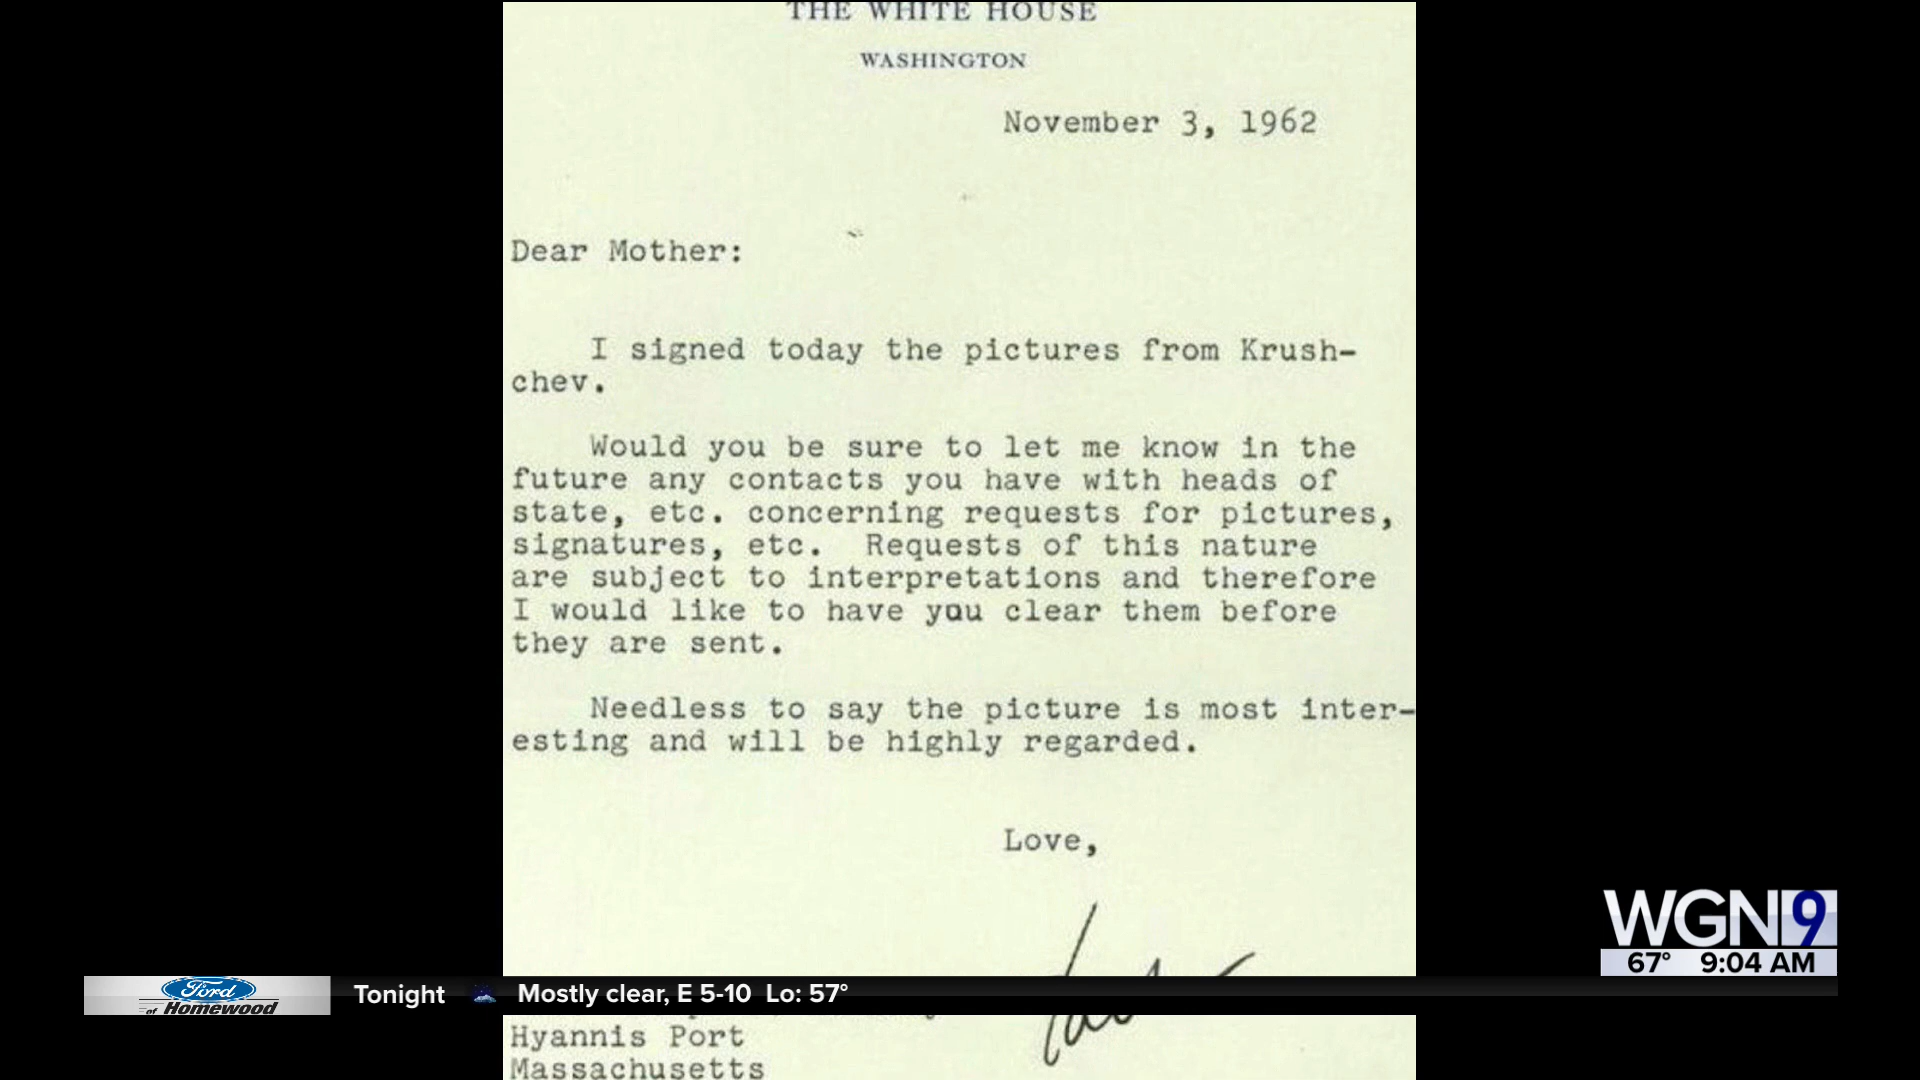 THE WHITE HOUSE
WASHINGTON
November 3, 1962
Dear Mother:
I signed today the pictures from Krush-
chev.
Would you be sure to let me know in the
future any contacts you have with heads of
state, etc. concerning requests for pictures,
signatures, etc. Requests of this nature
are subject to interpretations and therefore
I would like to have you clear them before
they are sent.
Needless to say the picture is most inter-
esting and will be highly regarded.
Love,
WGN9
67° 9:04 AM
Ford
of Homewood
Tonight Mostly clear, E 5-10 Lo: 57°
Hyannis Port
Massachusetts